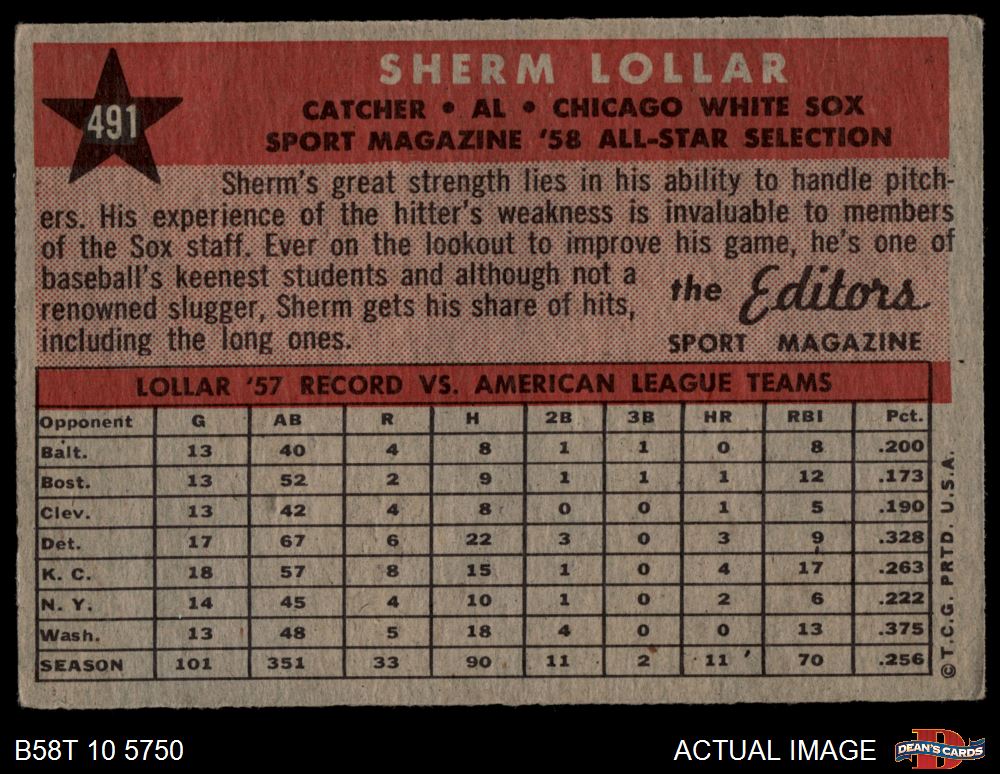 491
SHERM LOLLAR
CATCHER • AL • CHICAGO WHITE SOX
SPORT MAGAZINE '58 ALL-STAR SELECTION
Sherm's great strength lies in his ability to handle pitch-
ers. His experience of the hitter's weakness is invaluable to members
of the Sox staff. Ever on the lookout to improve his game, he's one of
baseball's keenest students and although not a
renowned slugger, Sherm gets his share of hits,
including the long ones.
the Editors
SPORT MAGAZINE
LOLLAR '57 RECORD VS. AMERICAN LEAGUE TEAMS
Opponent G AB R H 2B 3B HR RBI Pct.
Balt. 13 40 4 8 1 1 0 8 .200
Bost. 13 52 2 9 1 1 1 12 .173
Clev. 13 42 4 8 0 0 1 5 .190
Det. 17 67 6 22 3 0 3 9 .328
K. C. 18 57 8 15 1 0 4 17 .263
N. Y. 14 45 4 10 1 0 2 6 .222
Wash. 13 48 5 18 4 0 0 13 .375
SEASON 101 351 33 90 11 2 11 70 .256
© T.C.G. PRTD. U.S.A.
B58T 10 5750
ACTUAL IMAGE
D
DEAN'S CARDS